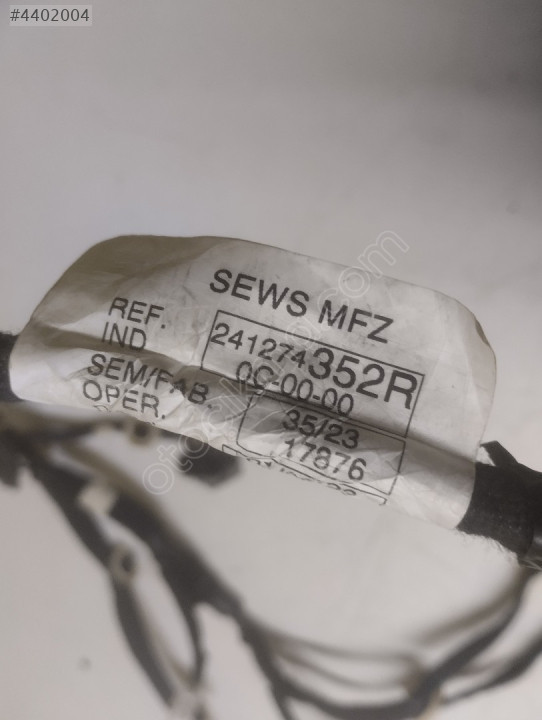 #4402004
SEWS MFZ
REF. 241274352R
IND 0C-00-00
SEM/FAB. 35/23
OPER. 17876